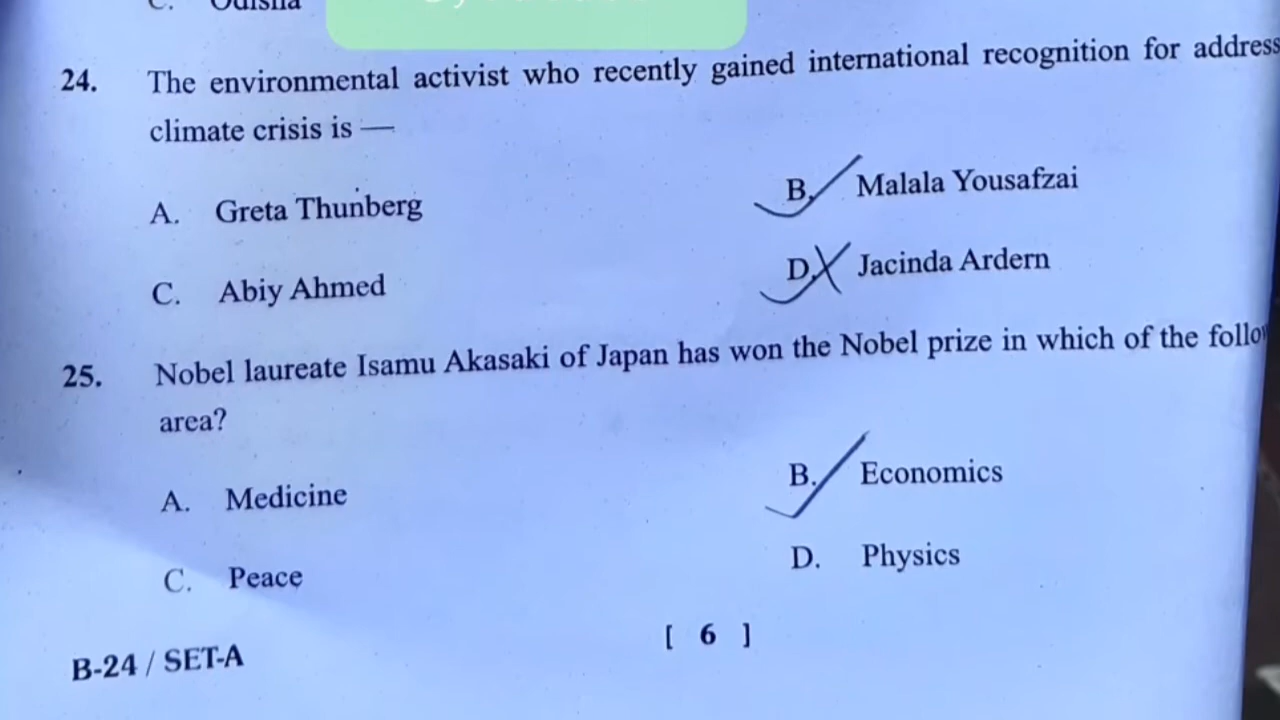 C. Odisha
24. The environmental activist who recently gained international recognition for address
climate crisis is —
A. Greta Thunberg B. Malala Yousafzai
C. Abiy Ahmed D. Jacinda Ardern
25. Nobel laureate Isamu Akasaki of Japan has won the Nobel prize in which of the follow
area?
A. Medicine B. Economics
C. Peace D. Physics
[ 6 ]
B-24 / SET-A